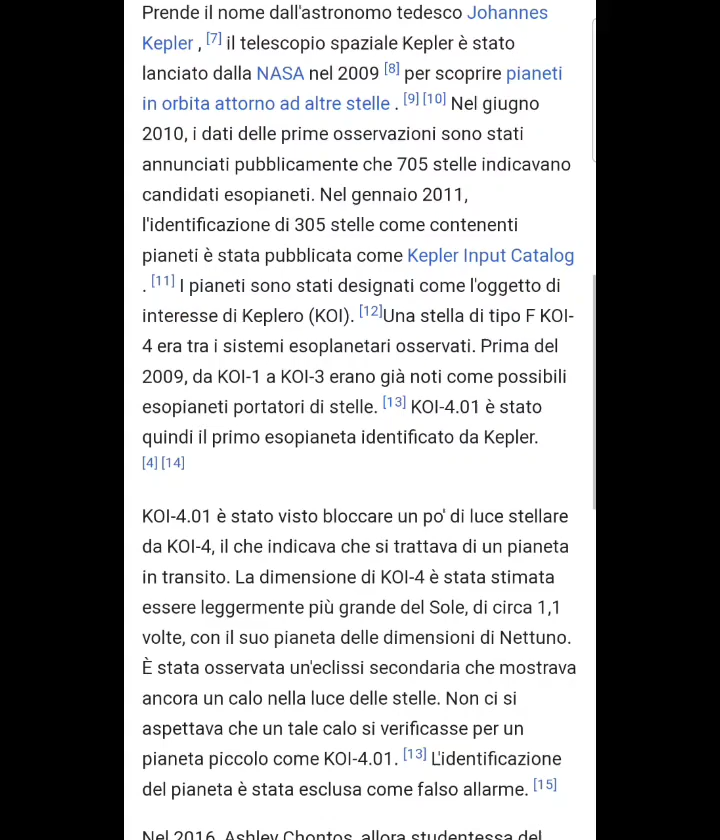 Prende il nome dall'astronomo tedesco Johannes
Kepler , [7] il telescopio spaziale Kepler è stato
lanciato dalla NASA nel 2009 [8] per scoprire pianeti
in orbita attorno ad altre stelle . [9] [10] Nel giugno
2010, i dati delle prime osservazioni sono stati
annunciati pubblicamente che 705 stelle indicavano
candidati esopianeti. Nel gennaio 2011,
l'identificazione di 305 stelle come contenenti
pianeti è stata pubblicata come Kepler Input Catalog
. [11] I pianeti sono stati designati come l'oggetto di
interesse di Keplero (KOI). [12]Una stella di tipo F KOI-
4 era tra i sistemi esoplanetari osservati. Prima del
2009, da KOI-1 a KOI-3 erano già noti come possibili
esopianeti portatori di stelle. [13] KOI-4.01 è stato
quindi il primo esopianeta identificato da Kepler.
[4] [14]
KOI-4.01 è stato visto bloccare un po' di luce stellare
da KOI-4, il che indicava che si trattava di un pianeta
in transito. La dimensione di KOI-4 è stata stimata
essere leggermente più grande del Sole, di circa 1,1
volte, con il suo pianeta delle dimensioni di Nettuno.
È stata osservata un'eclissi secondaria che mostrava
ancora un calo nella luce delle stelle. Non ci si
aspettava che un tale calo si verificasse per un
pianeta piccolo come KOI-4.01. [13] L'identificazione
del pianeta è stata esclusa come falso allarme. [15]
Nel 2016, Ashley Chontos, allora studentessa del